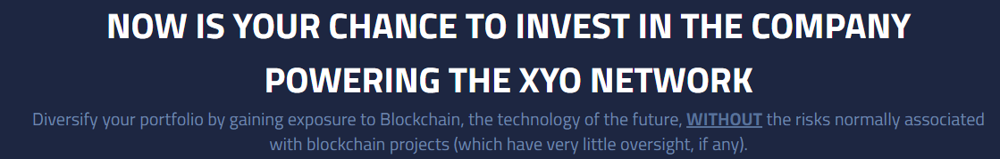 NOW IS YOUR CHANCE TO INVEST IN THE COMPANY
POWERING THE XYO NETWORK
Diversify your portfolio by gaining exposure to Blockchain, the technology of the future, WITHOUT the risks normally associated
with blockchain projects (which have very little oversight, if any).